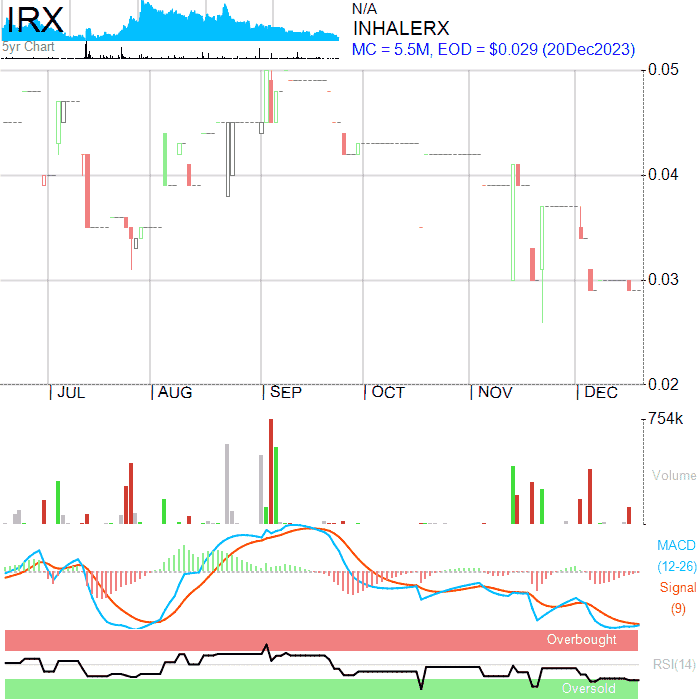 IRX
5yr Chart
N/A
INHALERX
MC = 5.5M, EOD = $0.029 (20Dec2023)
0.05
0.04
0.03
0.02
JUL AUG SEP OCT NOV DEC
754k
Volume
MACD
(12-26)
Signal
(9)
Overbought
RSI(14)
Oversold